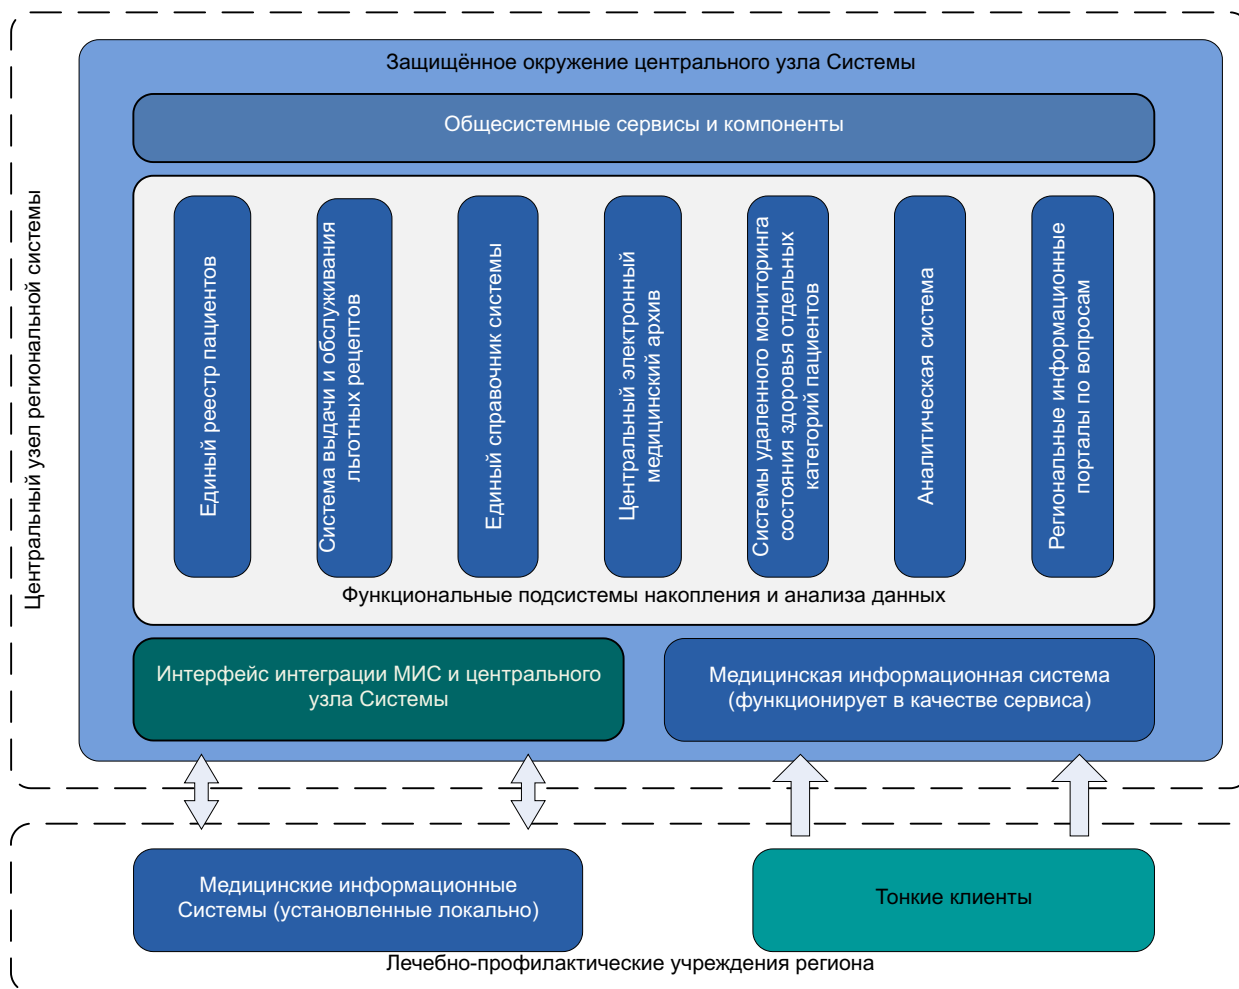 Защищённое окружение центрального узла Системы
Общесистемные сервисы и компоненты
Центральный узел региональной системы
Единый реестр пациентов
Система выдачи и обслуживания
льготных рецептов
Единый справочник системы
Центральный электронный
медицинский архив
Системы удаленного мониторинга
состояния здоровья отдельных
категорий пациентов
Аналитическая система
Региональные информационные
порталы по вопросам
Функциональные подсистемы накопления и анализа данных
Интерфейс интеграции МИС и центрального
узла Системы
Медицинская информационная система
(функционирует в качестве сервиса)
Медицинские информационные
Системы (установленные локально)
Тонкие клиенты
Лечебно-профилактические учреждения региона